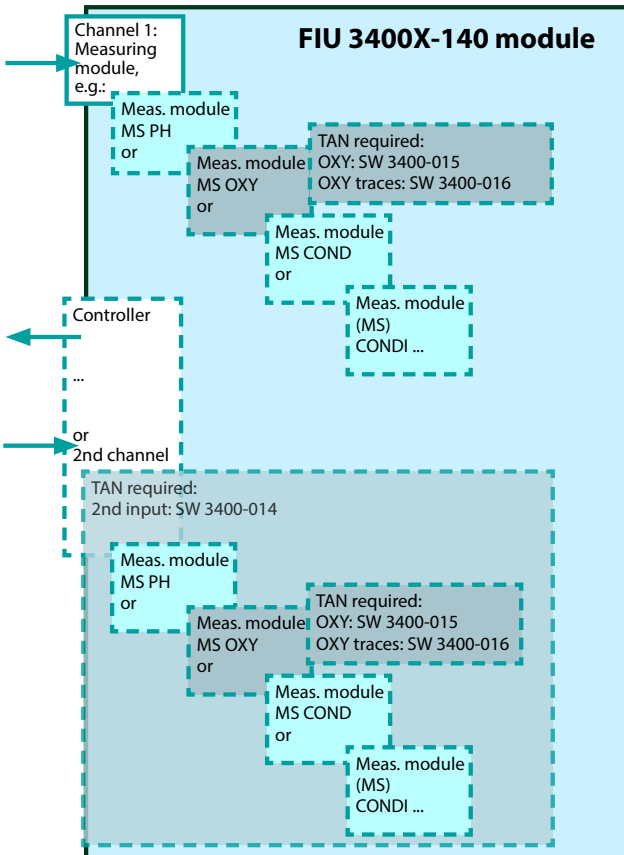 FIU 3400X-140 module
Channel 1:
Measuring
module,
e.g.:
Meas. module
MS PH
or
Meas. module
MS OXY
or
TAN required:
OXY: SW 3400-015
OXY traces: SW 3400-016
Meas. module
MS COND
or
Meas. module
(MS)
CONDI ...
Controller
...
or
2nd channel
TAN required:
2nd input: SW 3400-014
Meas. module
MS PH
or
Meas. module
MS OXY
or
TAN required:
OXY: SW 3400-015
OXY traces: SW 3400-016
Meas. module
MS COND
or
Meas. module
(MS)
CONDI ...